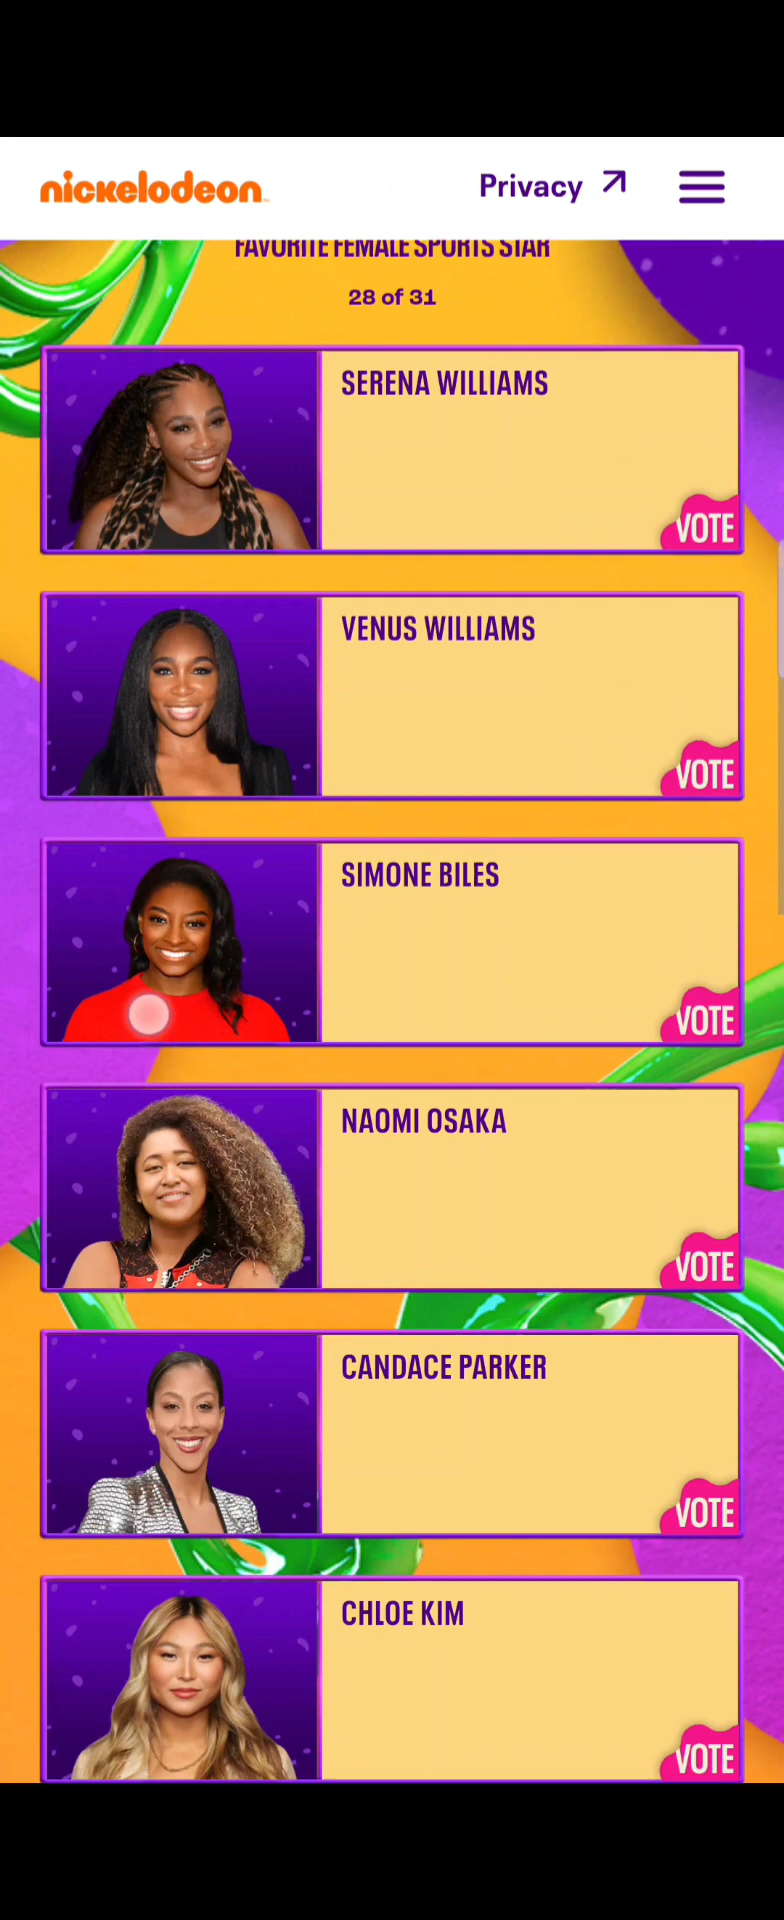 nickelodeon
Privacy
FAVORITE FEMALE SPORTS STAR
28 of 31
SERENA WILLIAMS
VOTE
VENUS WILLIAMS
VOTE
SIMONE BILES
VOTE
NAOMI OSAKA
VOTE
CANDACE PARKER
VOTE
CHLOE KIM
VOTE